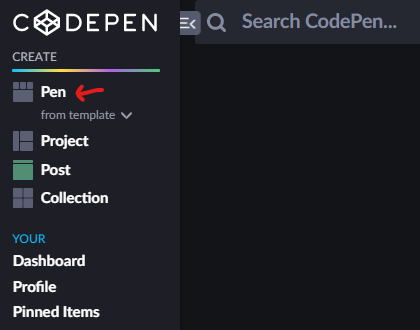 CODEPEN
Search CodePen...
CREATE
Pen
from template
Project
Post
Collection
YOUR
Dashboard
Profile
Pinned Items